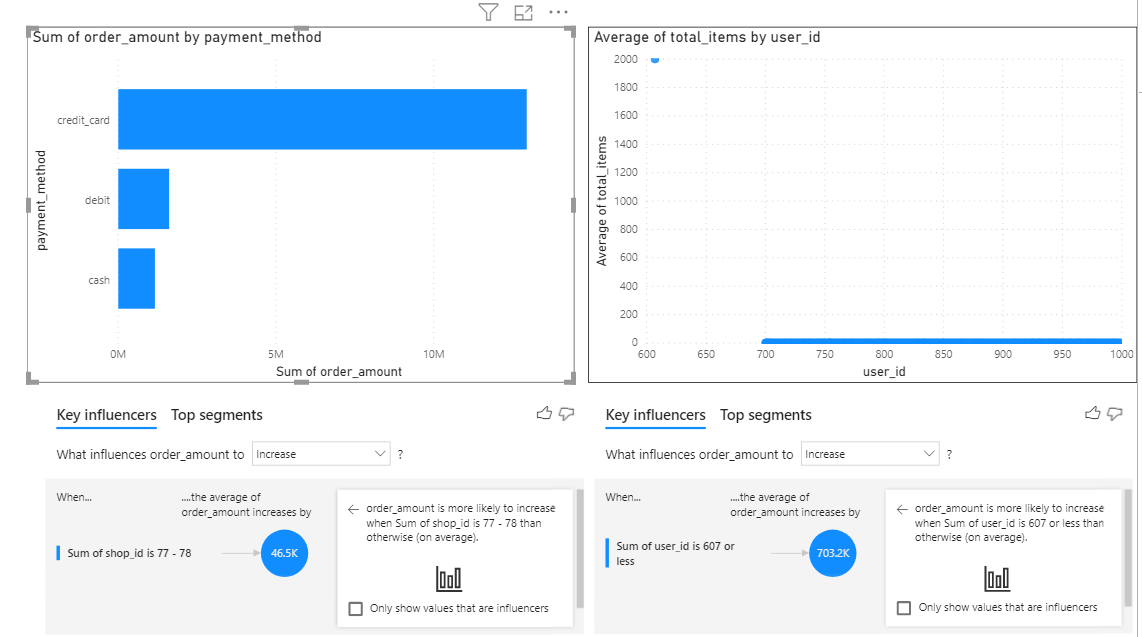 Sum of order_amount by payment_method
payment_method
credit_card
debit
cash
0M 5M 10M
Sum of order_amount
Average of total_items by user_id
Average of total_items
2000
1800
1600
1400
1200
1000
800
600
400
200
0
600 650 700 750 800 850 900 950 1000
user_id
Key influencers Top segments
What influences order_amount to Increase ?
When...
....the average of
order_amount increases by
Sum of shop_id is 77 - 78
46.5K
order_amount is more likely to increase
when Sum of shop_id is 77 - 78 than
otherwise (on average).
Only show values that are influencers
Key influencers Top segments
What influences order_amount to Increase ?
When...
....the average of
order_amount increases by
Sum of user_id is 607 or
less
703.2K
order_amount is more likely to increase
when Sum of user_id is 607 or less than
otherwise (on average).
Only show values that are influencers